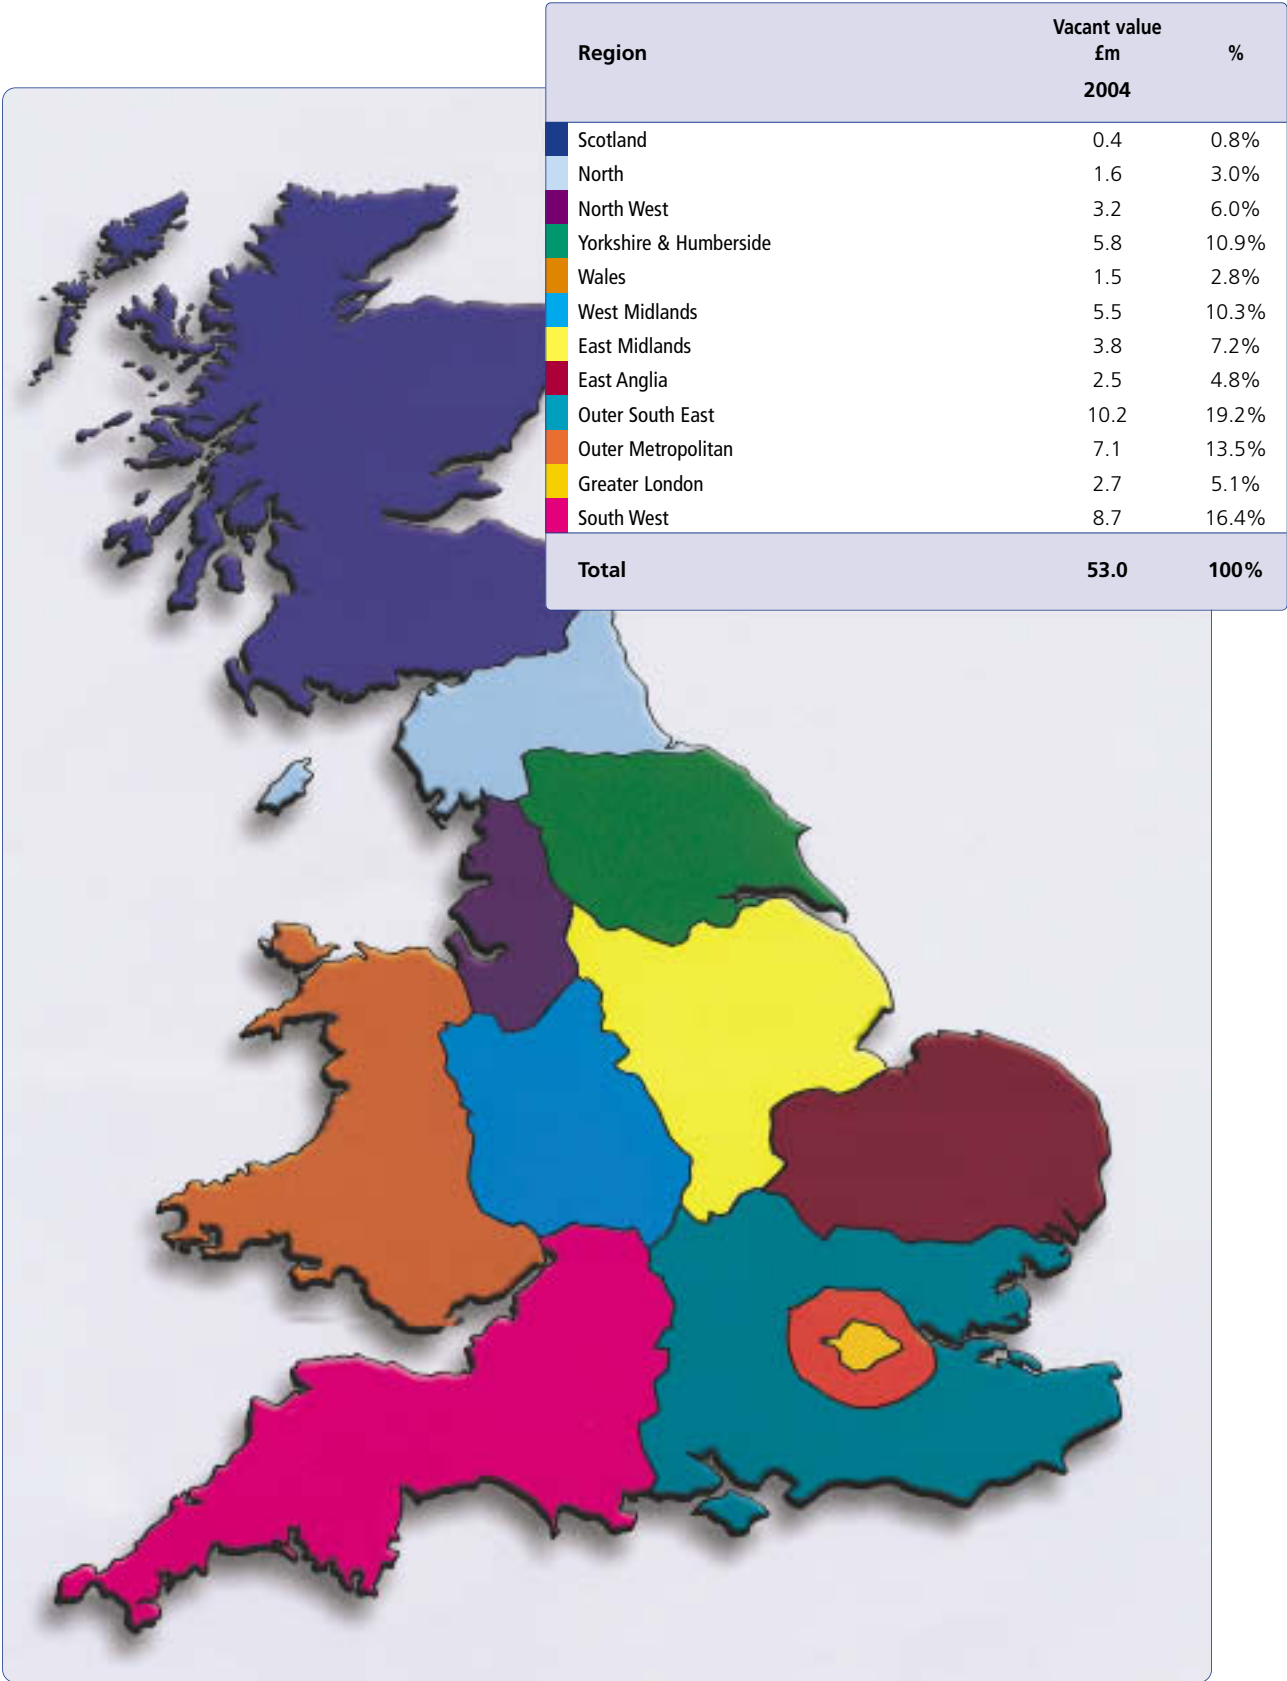 Vacant value
Region £m %
2004
Scotland 0.4 0.8%
North 1.6 3.0%
North West 3.2 6.0%
Yorkshire & Humberside 5.8 10.9%
Wales 1.5 2.8%
West Midlands 5.5 10.3%
East Midlands 3.8 7.2%
East Anglia 2.5 4.8%
Outer South East 10.2 19.2%
Outer Metropolitan 7.1 13.5%
Greater London 2.7 5.1%
South West 8.7 16.4%
Total 53.0 100%